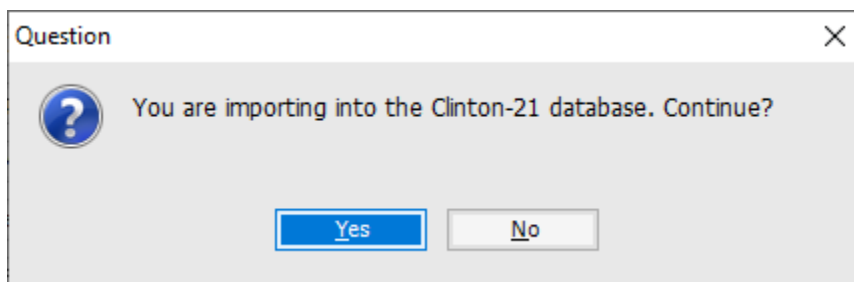 Question
You are importing into the Clinton-21 database. Continue?
Yes
No